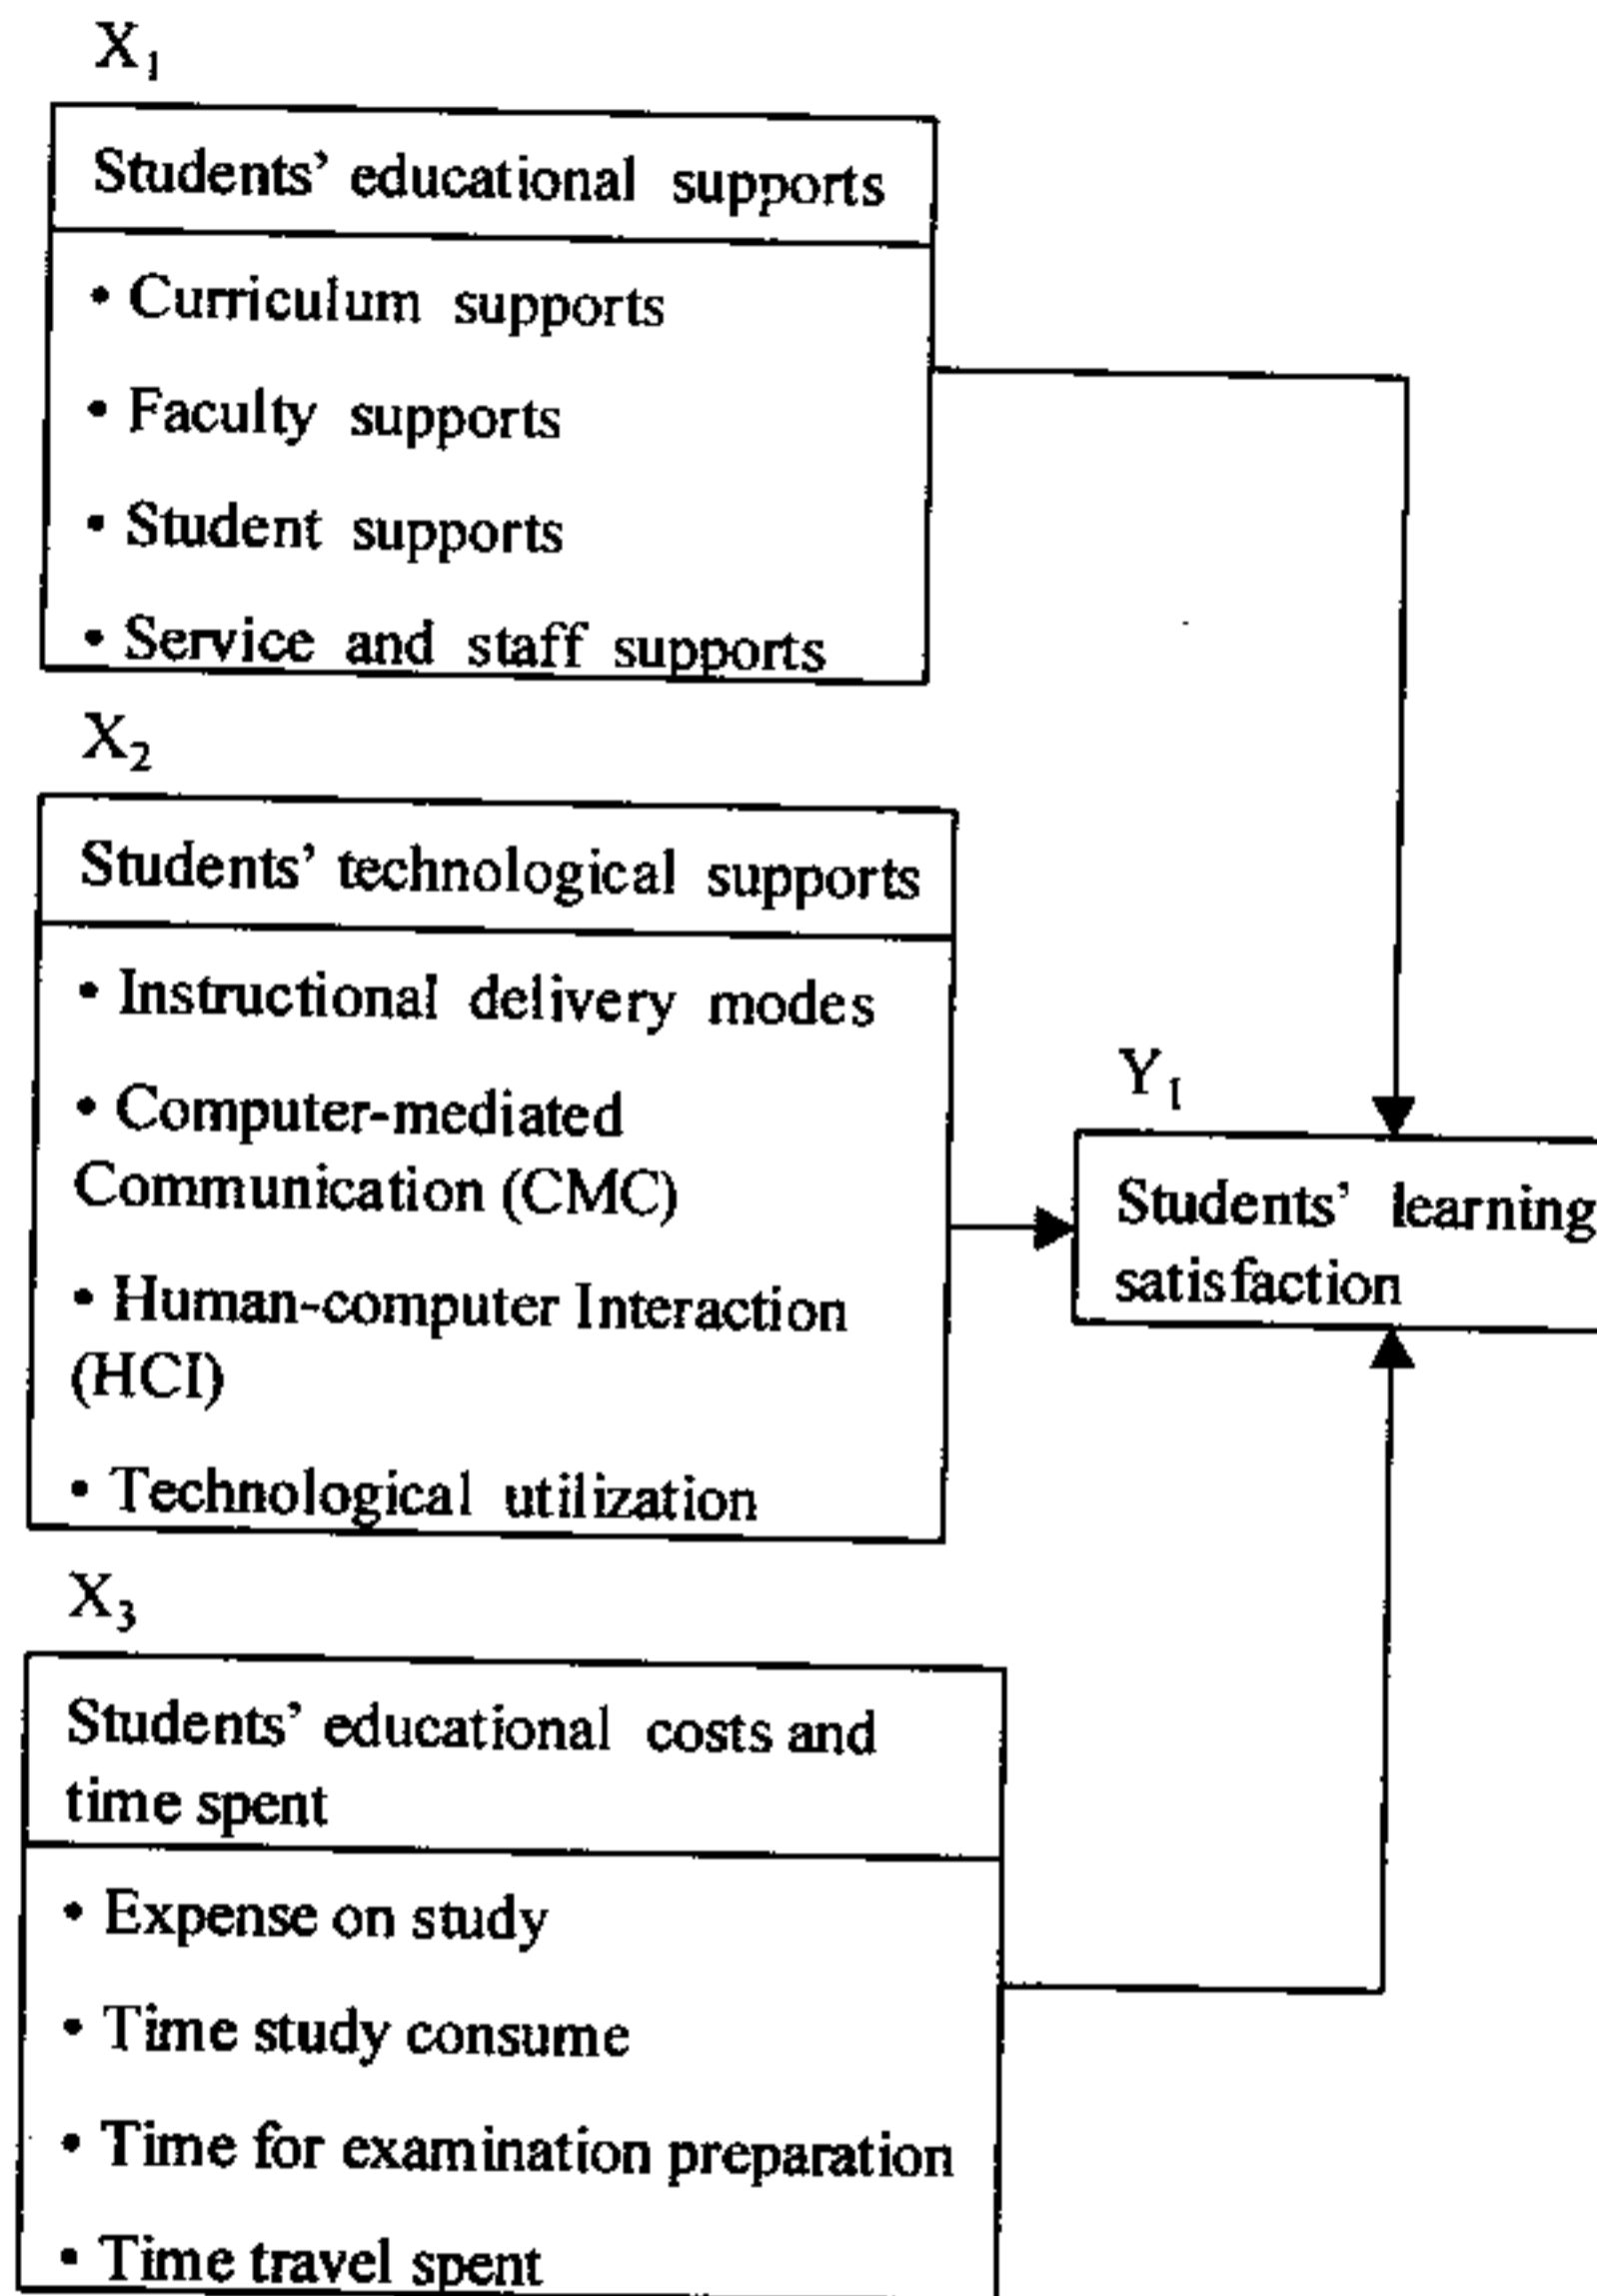 X₁
Students’ educational supports
• Curriculum supports
• Faculty supports
• Student supports
• Service and staff supports
X₂
Students’ technological supports
• Instructional delivery modes
• Computer-mediated
Communication (CMC)
• Human-computer Interaction
(HCI)
• Technological utilization
Y₁
Students’ learning
satisfaction
X₃
Students’ educational costs and
time spent
• Expense on study
• Time study consume
• Time for examination preparation
• Time travel spent